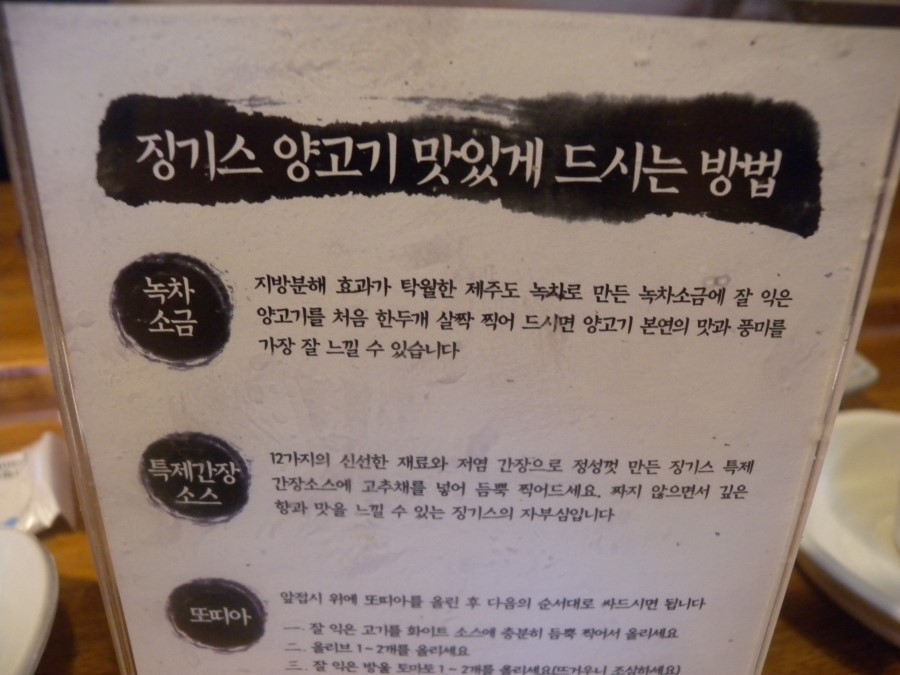 징기스 양고기 맛있게 드시는 방법
녹차
소금
지방분해 효과가 탁월한 제주도 녹차로 만든 녹차소금에 잘 익은
양고기를 처음 한두개 살짝 찍어 드시면 양고기 본연의 맛과 풍미를
가장 잘 느낄 수 있습니다
특제간장
소스
12가지의 신선한 재료와 저염 간장으로 정성껏 만든 징기스 특제
간장소스에 고추채를 넣어 듬뿍 찍어드세요. 짜지 않으면서 깊은
향과 맛을 느낄 수 있는 징기스의 자부심입니다
또띠아
앞접시 위에 또띠아를 올린 후 다음의 순서대로 싸드시면 됩니다
一. 잘 익은 고기를 화이트 소스에 충분히 듬뿍 찍어서 올리세요
二. 올리브 1~2개를 올리세요
三. 잘 익은 방울 토마토 1~2개를 올리세요(뜨거우니 조심하세요)